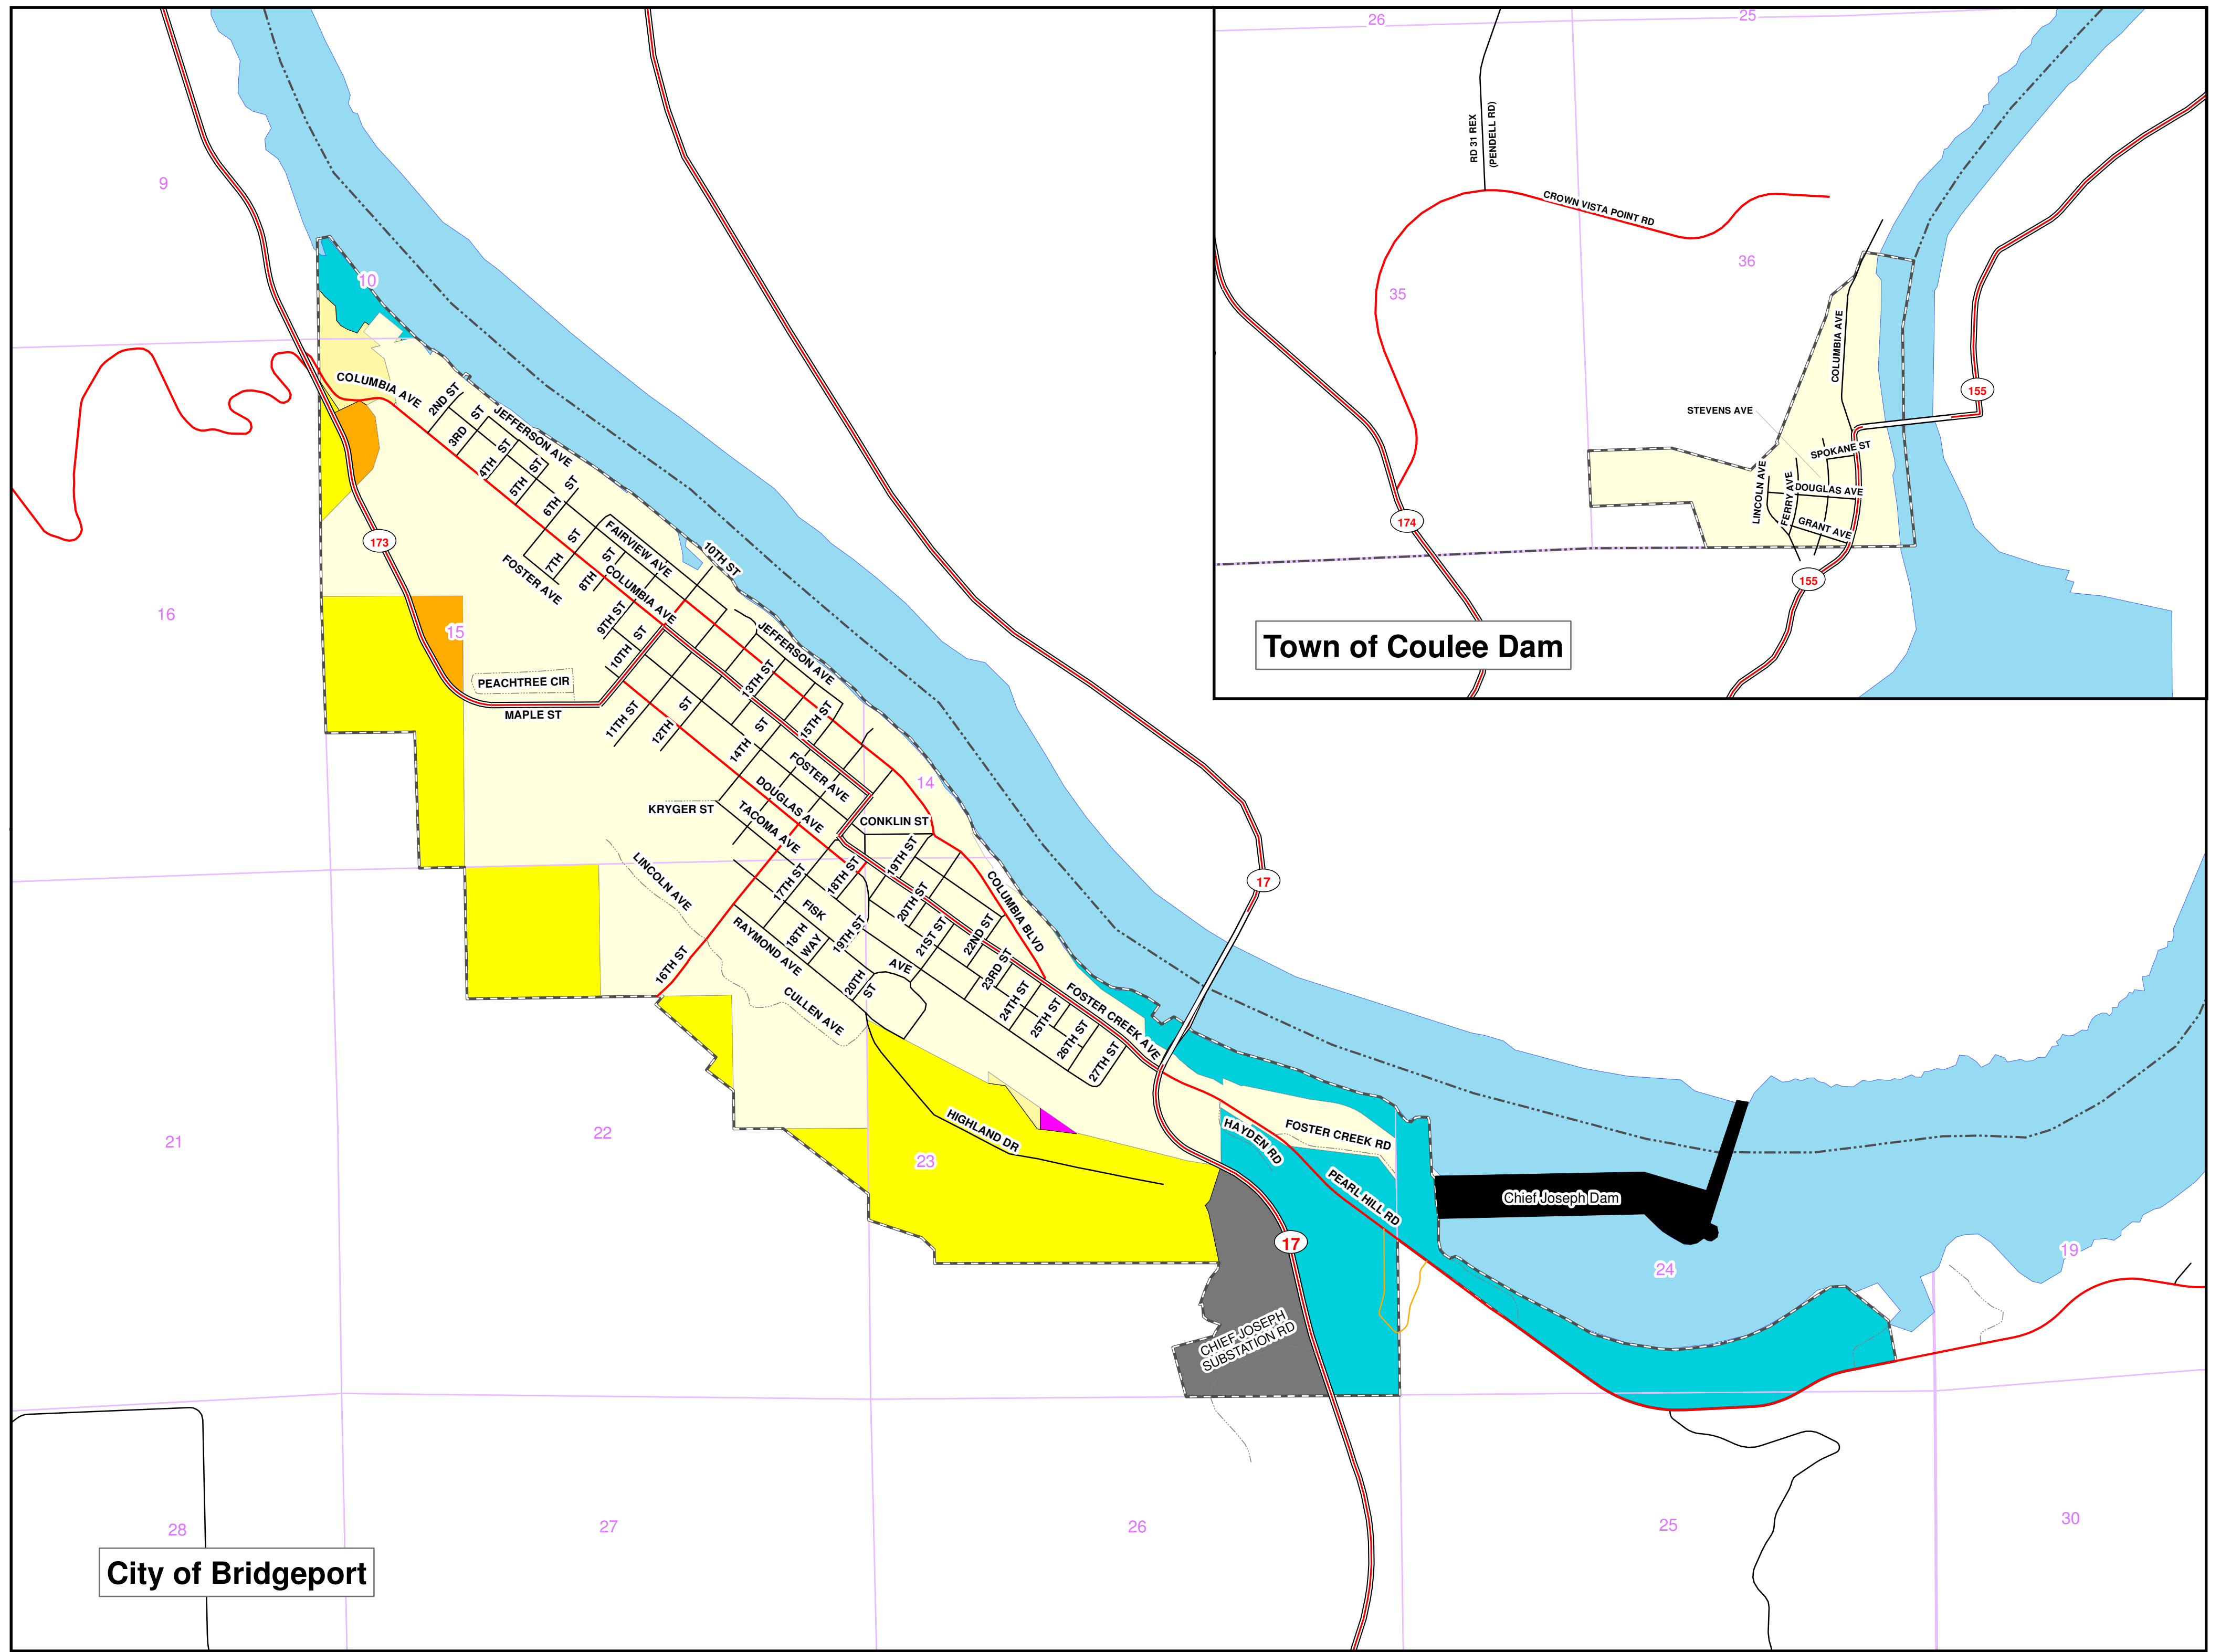 26
25
RD 31 REX
(PENDELL RD)
9
CROWN VISTA POINT RD
36
10
35
COLUMBIA AVE
155
COLUMBIA AVE
2ND ST
3RD ST
JEFFERSON AVE
STEVENS AVE
4TH ST
5TH ST
SPOKANE ST
6TH ST
LINCOLN AVE
FERRY AVE
DOUGLAS AVE
174
GRANT AVE
173
FAIRVIEW AVE
10TH ST
7TH ST
8TH ST
FOSTER AVE
COLUMBIA AVE
155
16
15
9TH ST
10TH ST
JEFFERSON AVE
Town of Coulee Dam
PEACHTREE CIR
13TH ST
MAPLE ST
11TH ST
12TH ST
15TH ST
14TH ST
FOSTER AVE
14
DOUGLAS AVE
KRYGER ST
TACOMA AVE
CONKLIN ST
LINCOLN AVE
17TH ST
18TH ST
19TH ST
17
COLUMBIA BLVD
FISK AVE
20TH ST
18TH WAY
19TH ST
21ST ST
22ND ST
RAYMOND AVE
16TH ST
20TH ST
23RD ST
CULLEN AVE
24TH ST
25TH ST
26TH ST
27TH ST
FOSTER CREEK AVE
21
22
23
HIGHLAND DR
HAYDEN RD
FOSTER CREEK RD
PEARL HILL RD
Chief Joseph Dam
17
24
19
CHIEF JOSEPH
SUBSTATION RD
28
27
26
25
30
City of Bridgeport